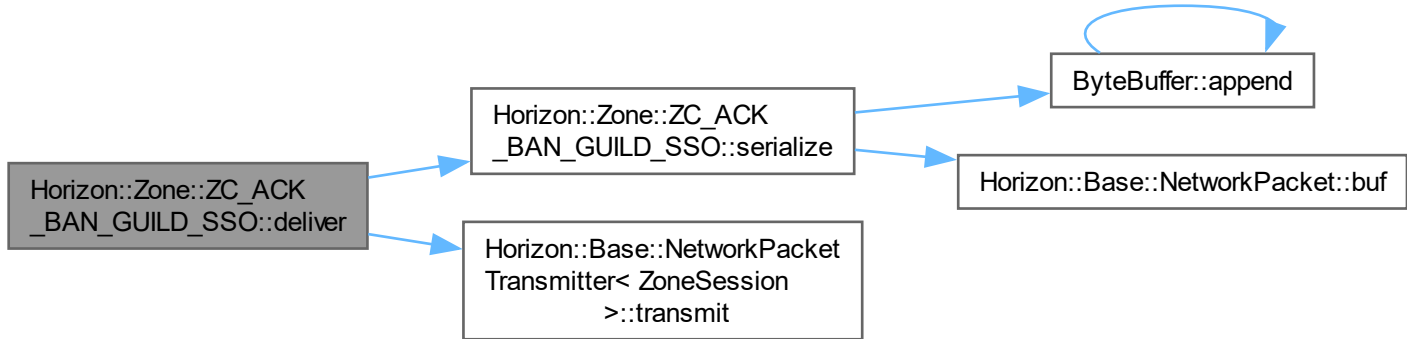 Horizon::Zone::ZC_ACK
_BAN_GUILD_SSO::deliver
Horizon::Zone::ZC_ACK
_BAN_GUILD_SSO::serialize
ByteBuffer::append
Horizon::Base::NetworkPacket::buf
Horizon::Base::NetworkPacket
Transmitter< ZoneSession
>::transmit